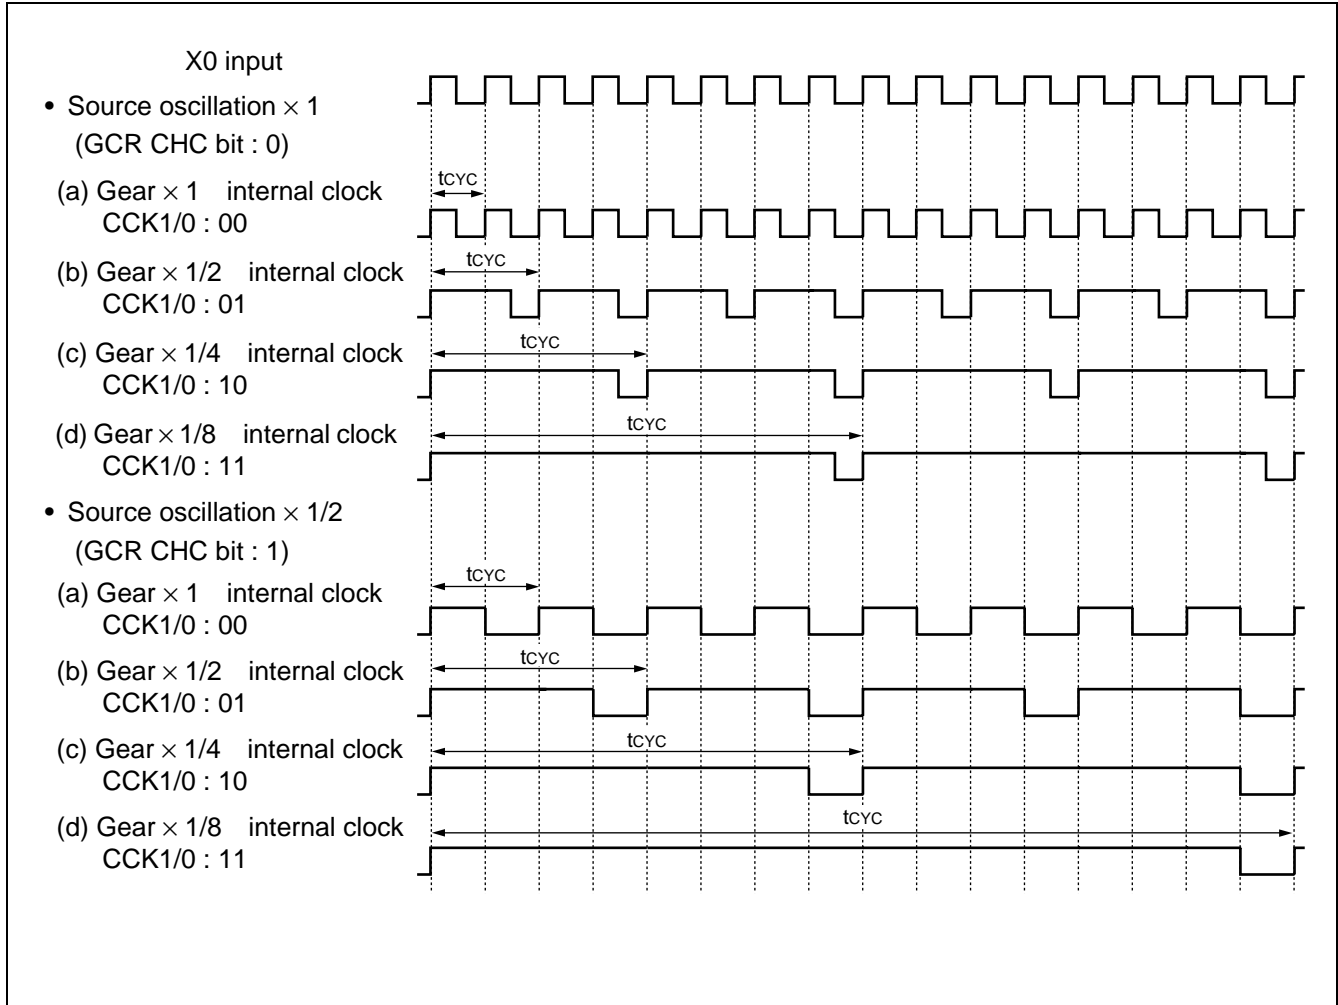 X0 input
• Source oscillation × 1
(GCR CHC bit : 0)
tCYC
(a) Gear × 1 internal clock
CCK1/0 : 00
tCYC
(b) Gear × 1/2 internal clock
CCK1/0 : 01
tCYC
(c) Gear × 1/4 internal clock
CCK1/0 : 10
tCYC
(d) Gear × 1/8 internal clock
CCK1/0 : 11
• Source oscillation × 1/2
(GCR CHC bit : 1)
tCYC
(a) Gear × 1 internal clock
CCK1/0 : 00
tCYC
(b) Gear × 1/2 internal clock
CCK1/0 : 01
tCYC
(c) Gear × 1/4 internal clock
CCK1/0 : 10
tCYC
(d) Gear × 1/8 internal clock
CCK1/0 : 11